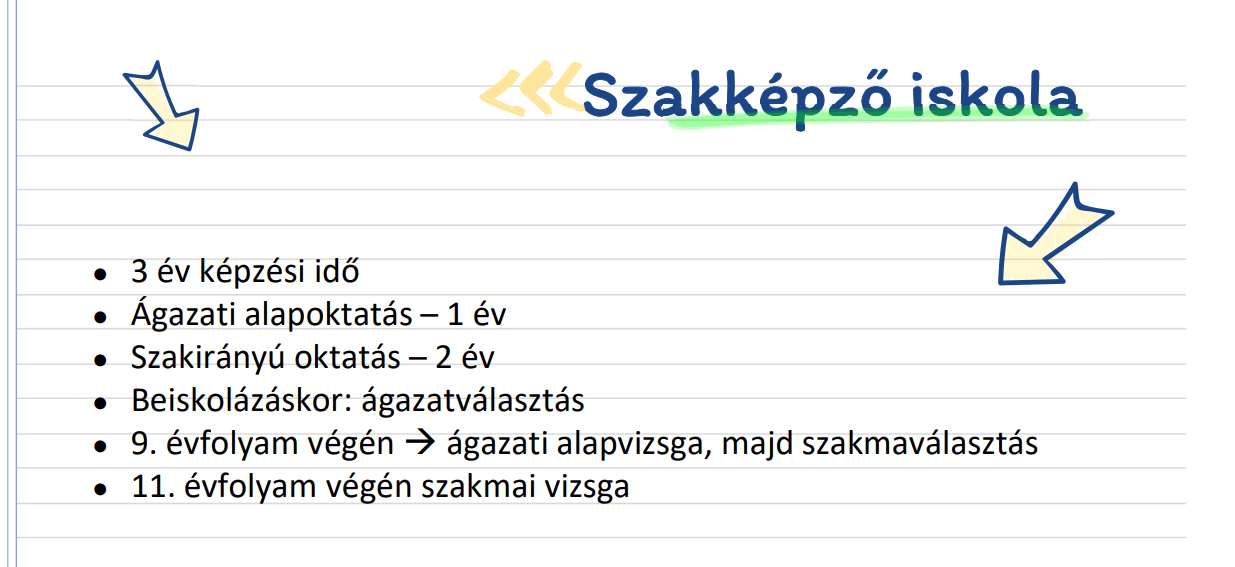 Szakképző iskola
● 3 év képzési idő
● Ágazati alapoktatás – 1 év
● Szakirányú oktatás – 2 év
● Beiskolázáskor: ágazatválasztás
● 9. évfolyam végén → ágazati alapvizsga, majd szakmaválasztás
● 11. évfolyam végén szakmai vizsga